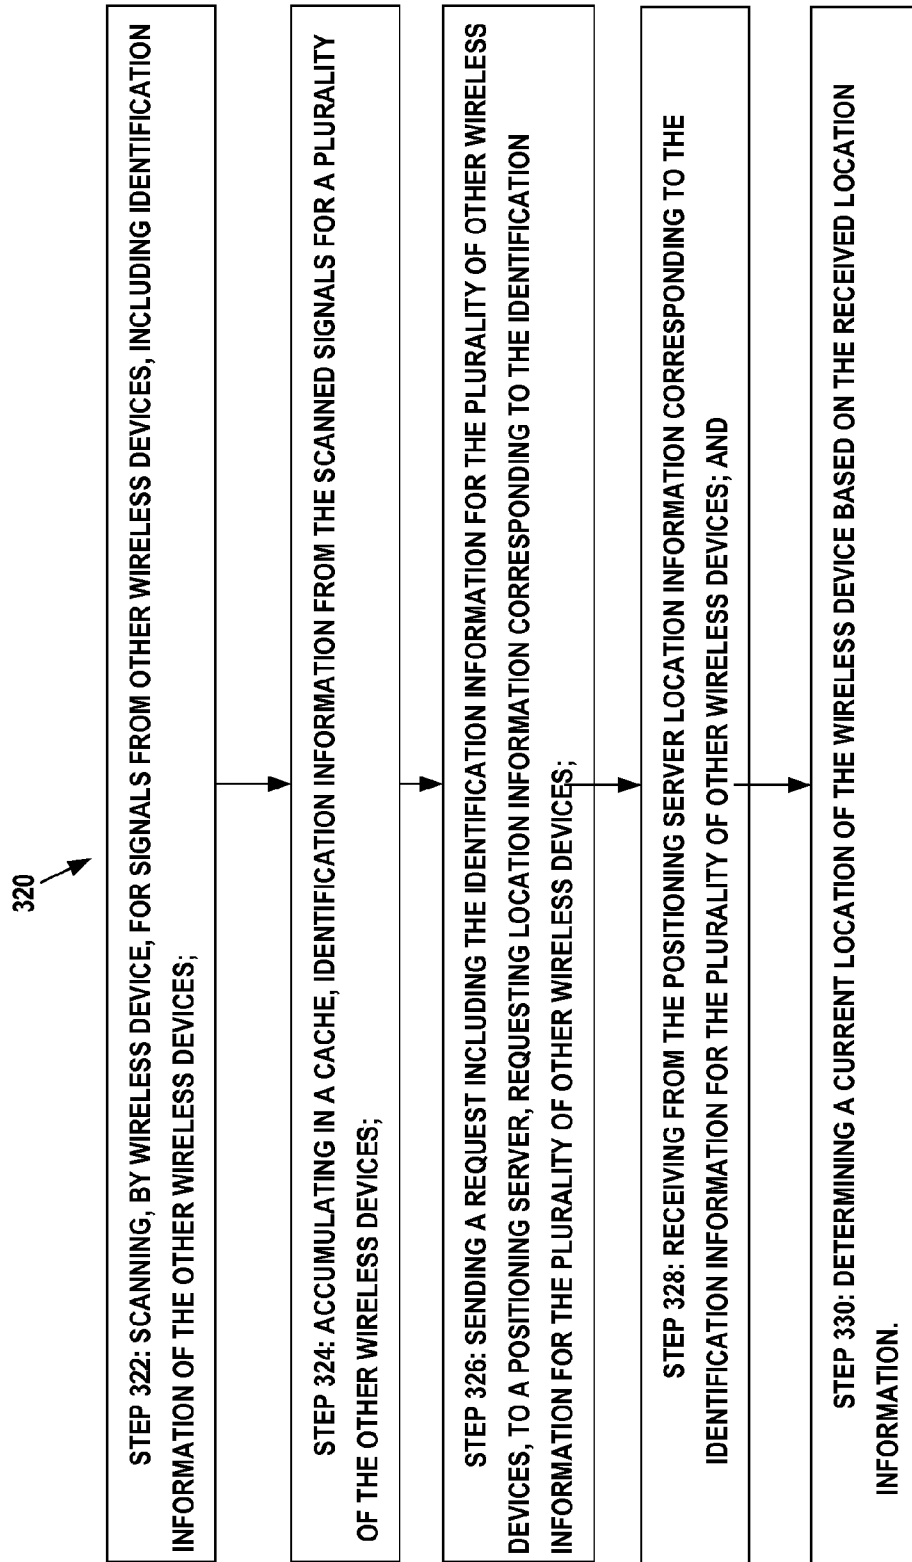 320
STEP 322: SCANNING, BY WIRELESS DEVICE, FOR SIGNALS FROM OTHER WIRELESS DEVICES, INCLUDING IDENTIFICATION
INFORMATION OF THE OTHER WIRELESS DEVICES;
STEP 324: ACCUMULATING IN A CACHE, IDENTIFICATION INFORMATION FROM THE SCANNED SIGNALS FOR A PLURALITY
OF THE OTHER WIRELESS DEVICES;
STEP 326: SENDING A REQUEST INCLUDING THE IDENTIFICATION INFORMATION FOR THE PLURALITY OF OTHER WIRELESS
DEVICES, TO A POSITIONING SERVER, REQUESTING LOCATION INFORMATION CORRESPONDING TO THE IDENTIFICATION
INFORMATION FOR THE PLURALITY OF OTHER WIRELESS DEVICES;
STEP 328: RECEIVING FROM THE POSITIONING SERVER LOCATION INFORMATION CORRESPONDING TO THE
IDENTIFICATION INFORMATION FOR THE PLURALITY OF OTHER WIRELESS DEVICES; AND
STEP 330: DETERMINING A CURRENT LOCATION OF THE WIRELESS DEVICE BASED ON THE RECEIVED LOCATION
INFORMATION.